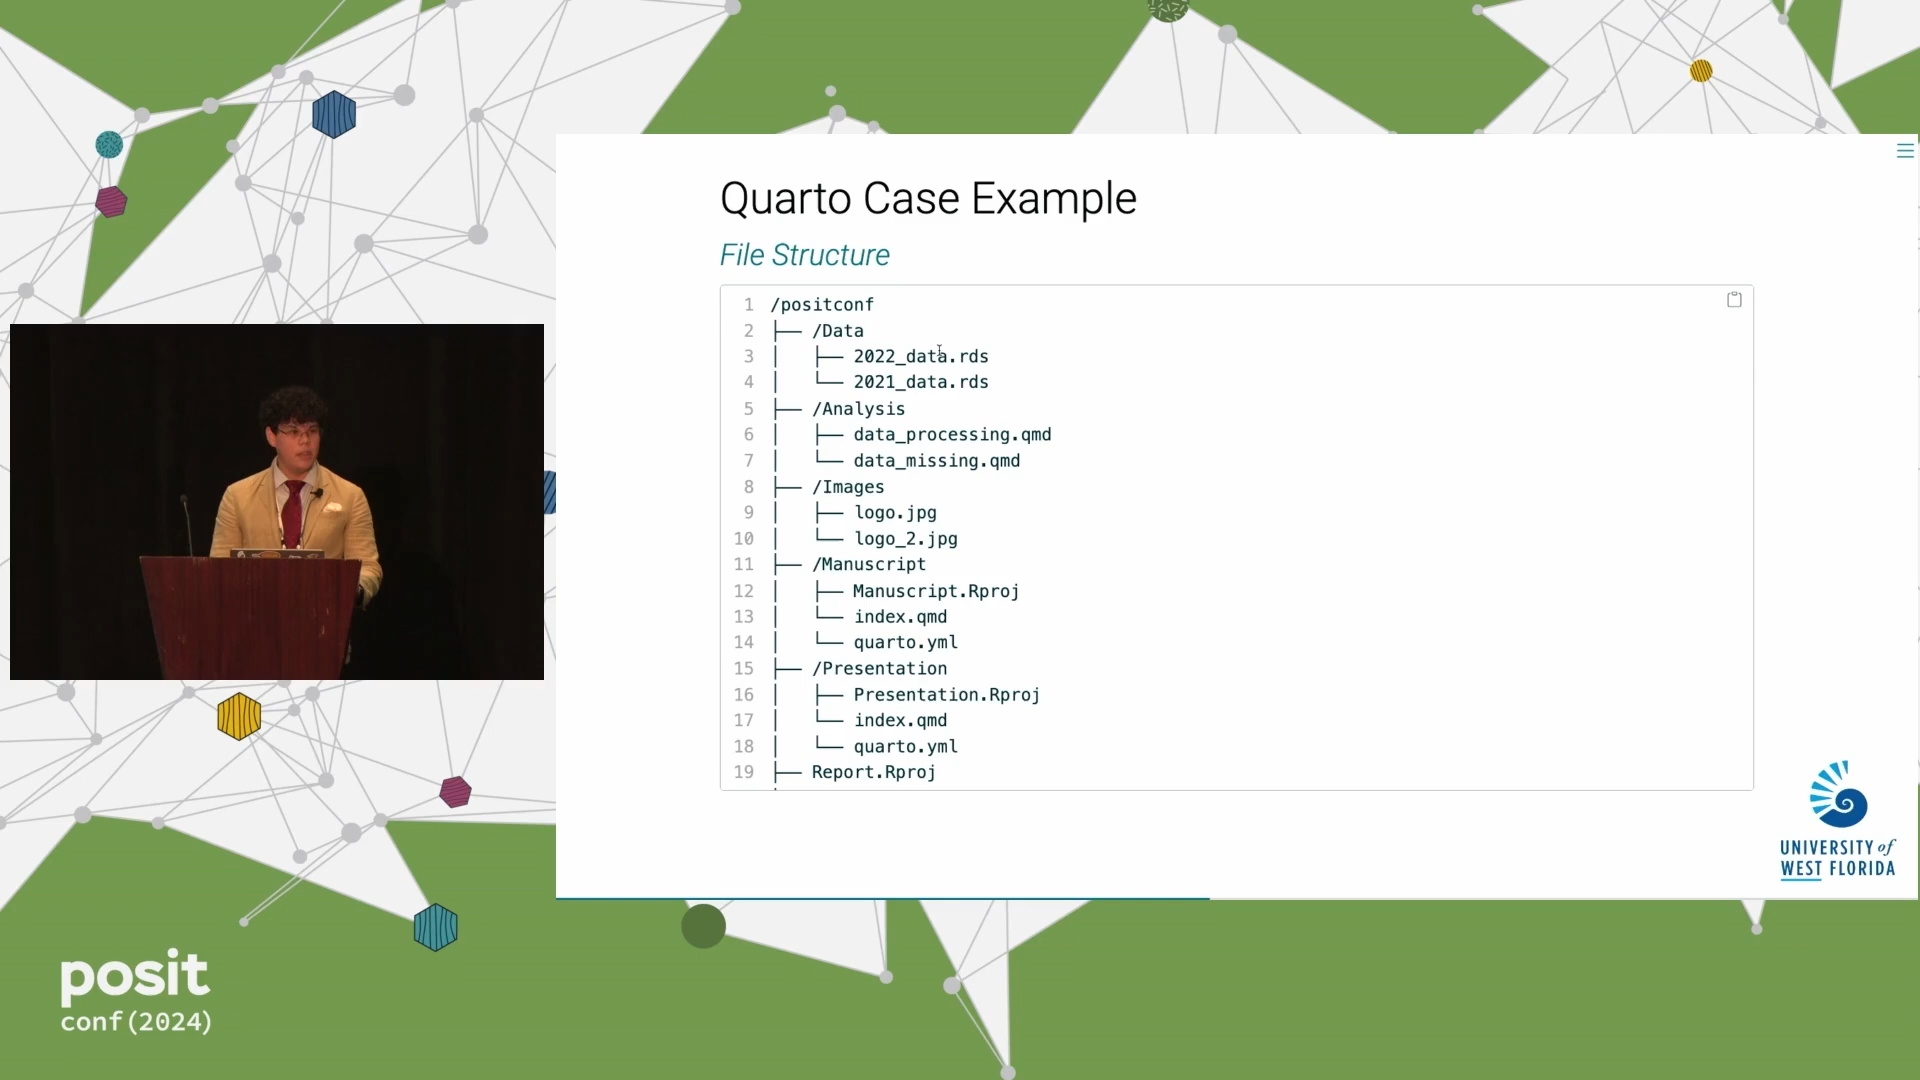 Quarto Case Example
File Structure
1 /positconf
2 ├── /Data
3 │   ├── 2022_data.rds
4 │   └── 2021_data.rds
5 ├── /Analysis
6 │   ├── data_processing.qmd
7 │   └── data_missing.qmd
8 ├── /Images
9 │   ├── logo.jpg
10 │   └── logo_2.jpg
11 ├── /Manuscript
12 │   ├── Manuscript.Rproj
13 │   └── index.qmd
14 │   └── quarto.yml
15 ├── /Presentation
16 │   ├── Presentation.Rproj
17 │   └── index.qmd
18 │   └── quarto.yml
19 ├── Report.Rproj
UNIVERSITY of
WEST FLORIDA
posit
conf(2024)